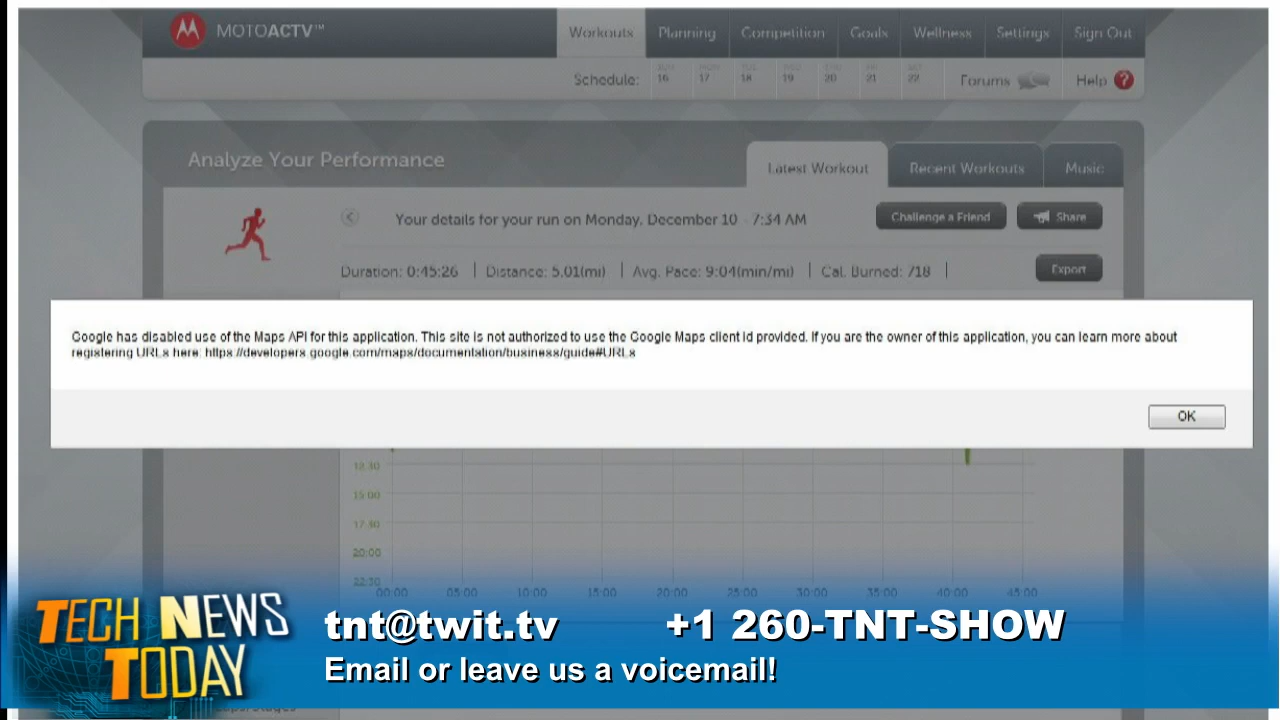 MOTOACTV™
Workouts Planning Competition Goals Wellness Settings Sign Out
Schedule: 16 17 18 19 20 21 22 Forums Help ?
Analyze Your Performance
Latest Workout Recent Workouts Music
Your details for your run on Monday, December 10 - 7:34 AM
Challenge a Friend Share
Duration: 0:45:26 | Distance: 5.01(mi) | Avg. Pace: 9:04(min/mi) | Cal. Burned: 718 |
Export
Google has disabled use of the Maps API for this application. This site is not authorized to use the Google Maps client id provided. If you are the owner of this application, you can learn more about
registering URLs here: https://developers.google.com/maps/documentation/business/guide#URLs
OK
15:00
17:30
20:00
22:30
00:00 05:00 10:00 15:00 20:00 25:00 30:00 35:00 40:00 45:00
TECH NEWS
TODAY
tnt@twit.tv +1 260-TNT-SHOW
Email or leave us a voicemail!